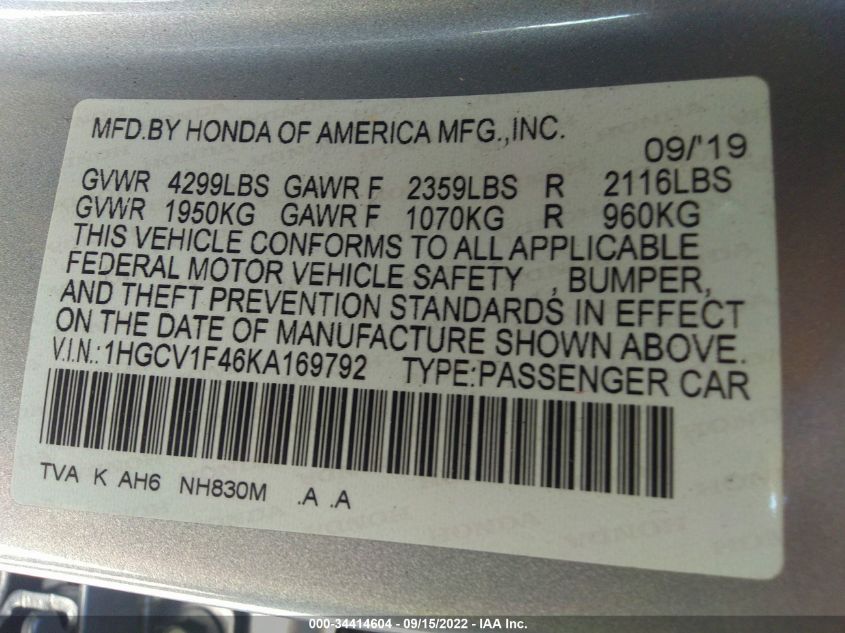 MFD.BY HONDA OF AMERICA MFG.,INC.
09/'19
GVWR 4299LBS GAWR F 2359LBS R 2116LBS
GVWR 1950KG GAWR F 1070KG R 960KG
THIS VEHICLE CONFORMS TO ALL APPLICABLE
FEDERAL MOTOR VEHICLE SAFETY , BUMPER,
AND THEFT PREVENTION STANDARDS IN EFFECT
ON THE DATE OF MANUFACTURE SHOWN ABOVE.
V.I.N.:1HGCV1F46KA169792 TYPE:PASSENGER CAR
TVA K AH6 NH830M .A .A
HONDA
000-34414604 - 09/15/2022 - IAA Inc.